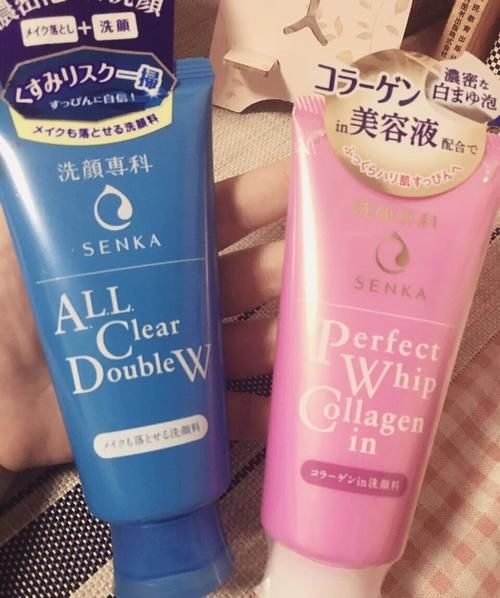 メイク落とし+洗顔
くすみリスク一掃
すっぴんに自信!
メイクも落とせる洗顔料
洗顔専科
SENKA
ALL
Clear
Double W
メイクも落とせる洗顔料
コラーゲン
in美容液配合で
濃密な
白まゆ泡
ふっくらハリ肌すっぴんへ
洗顔専科
SENKA
Perfect
Whip
Collagen
in
コラーゲンin洗顔料